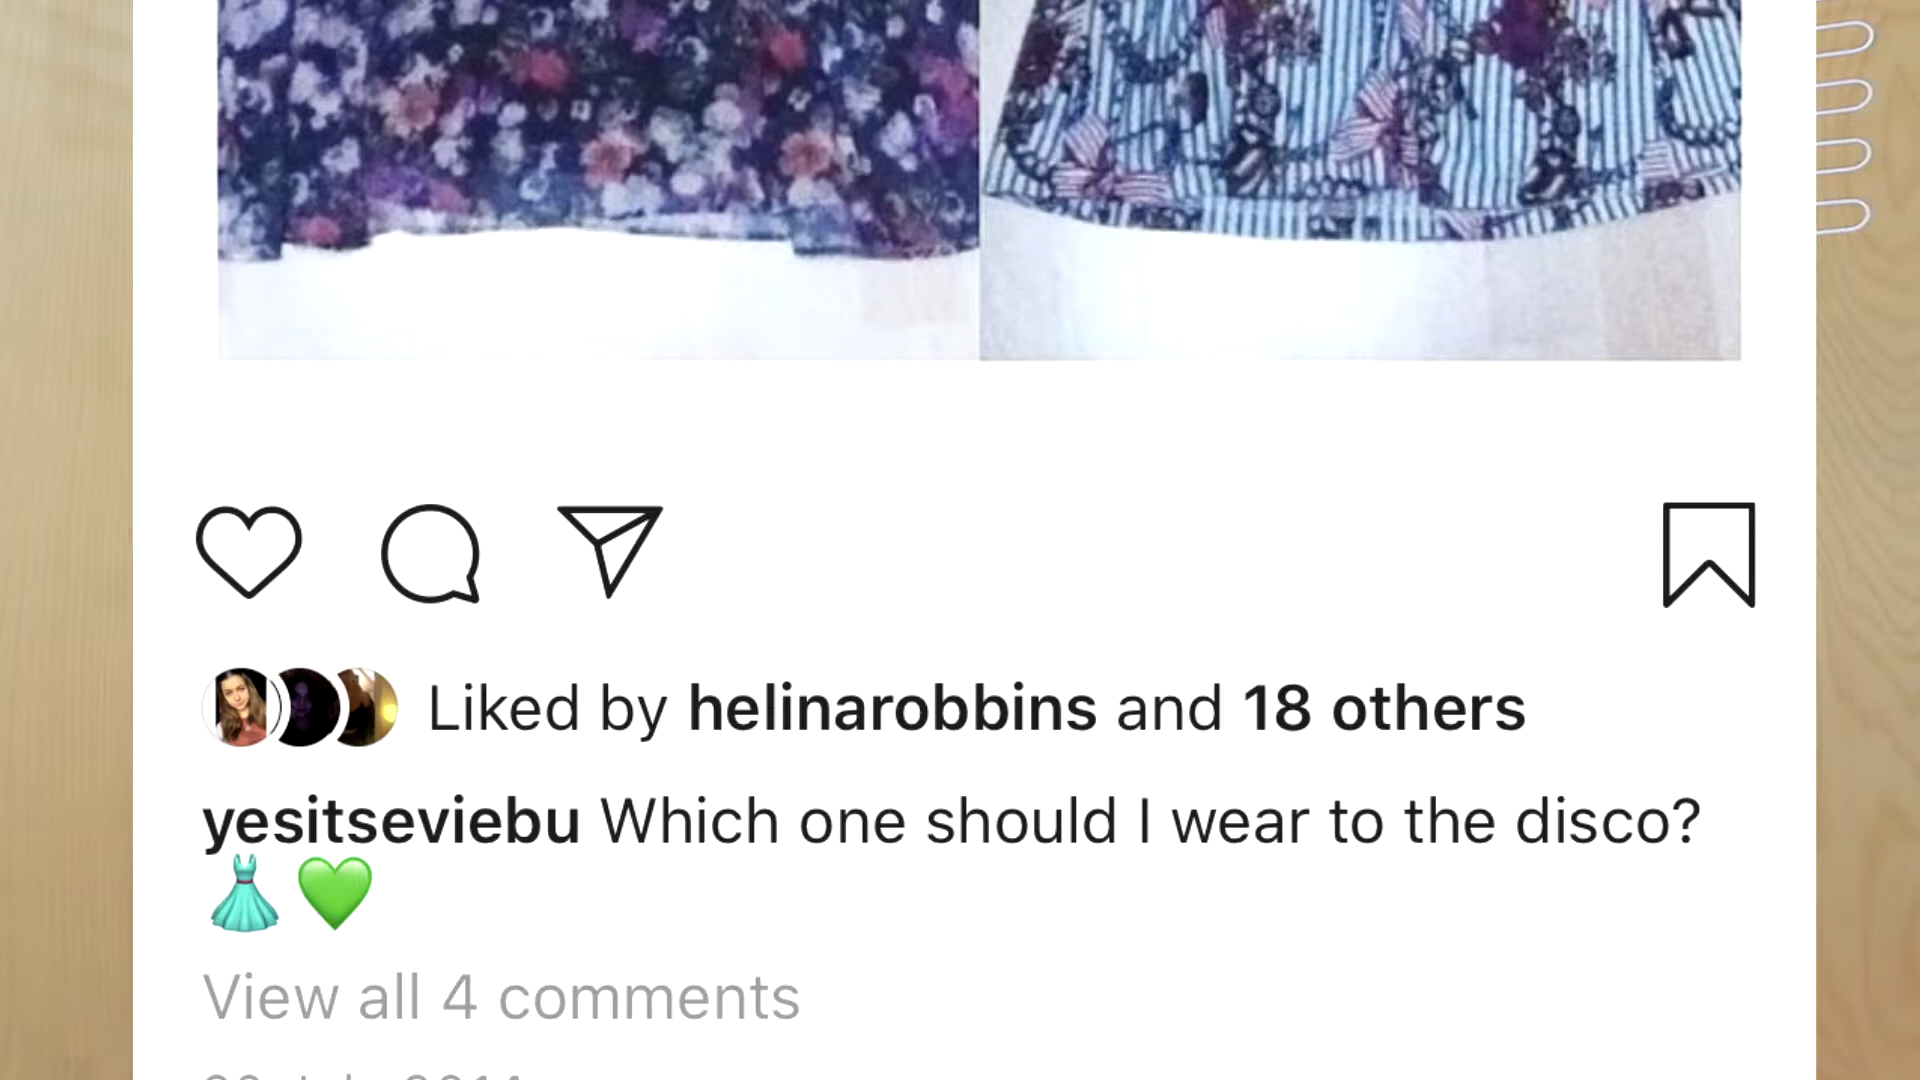 Liked by helinarobbins and 18 others
yesitseviebu Which one should I wear to the disco?
👗💚
View all 4 comments